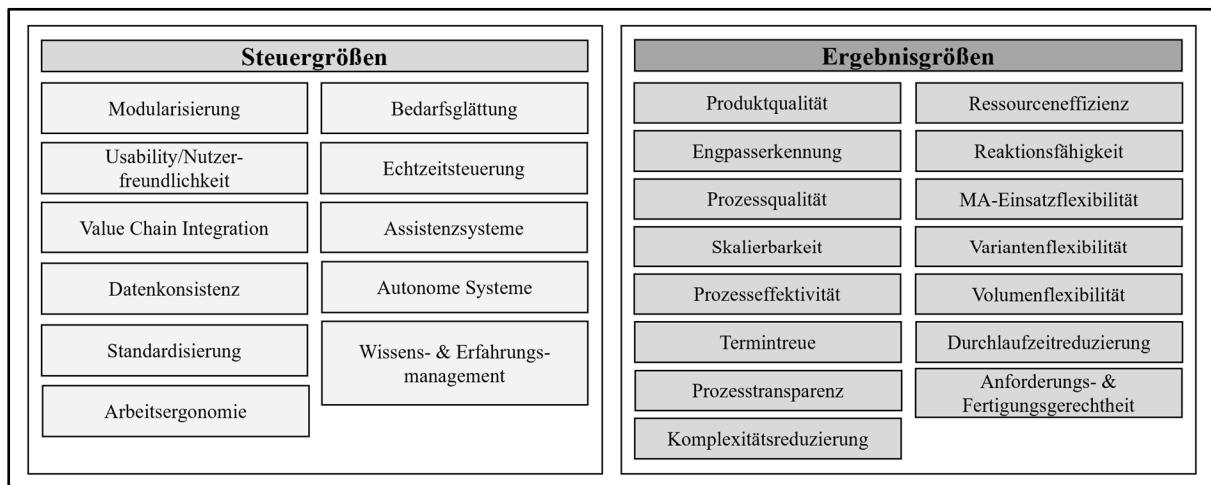 Steuergrößen
Modularisierung
Usability/Nutzer-
freundlichkeit
Value Chain Integration
Datenkonsistenz
Standardisierung
Arbeitsergonomie
Bedarfsglättung
Echtzeitsteuerung
Assistenzsysteme
Autonome Systeme
Wissens- & Erfahrungs-
management
Ergebnisgrößen
Produktqualität
Engpasserkennung
Prozessqualität
Skalierbarkeit
Prozesseffektivität
Termintreue
Prozesstransparenz
Komplexitätsreduzierung
Ressourceneffizienz
Reaktionsfähigkeit
MA-Einsatzflexibilität
Variantenflexibilität
Volumenflexibilität
Durchlaufzeitreduzierung
Anforderungs- &
Fertigungsgerechtheit